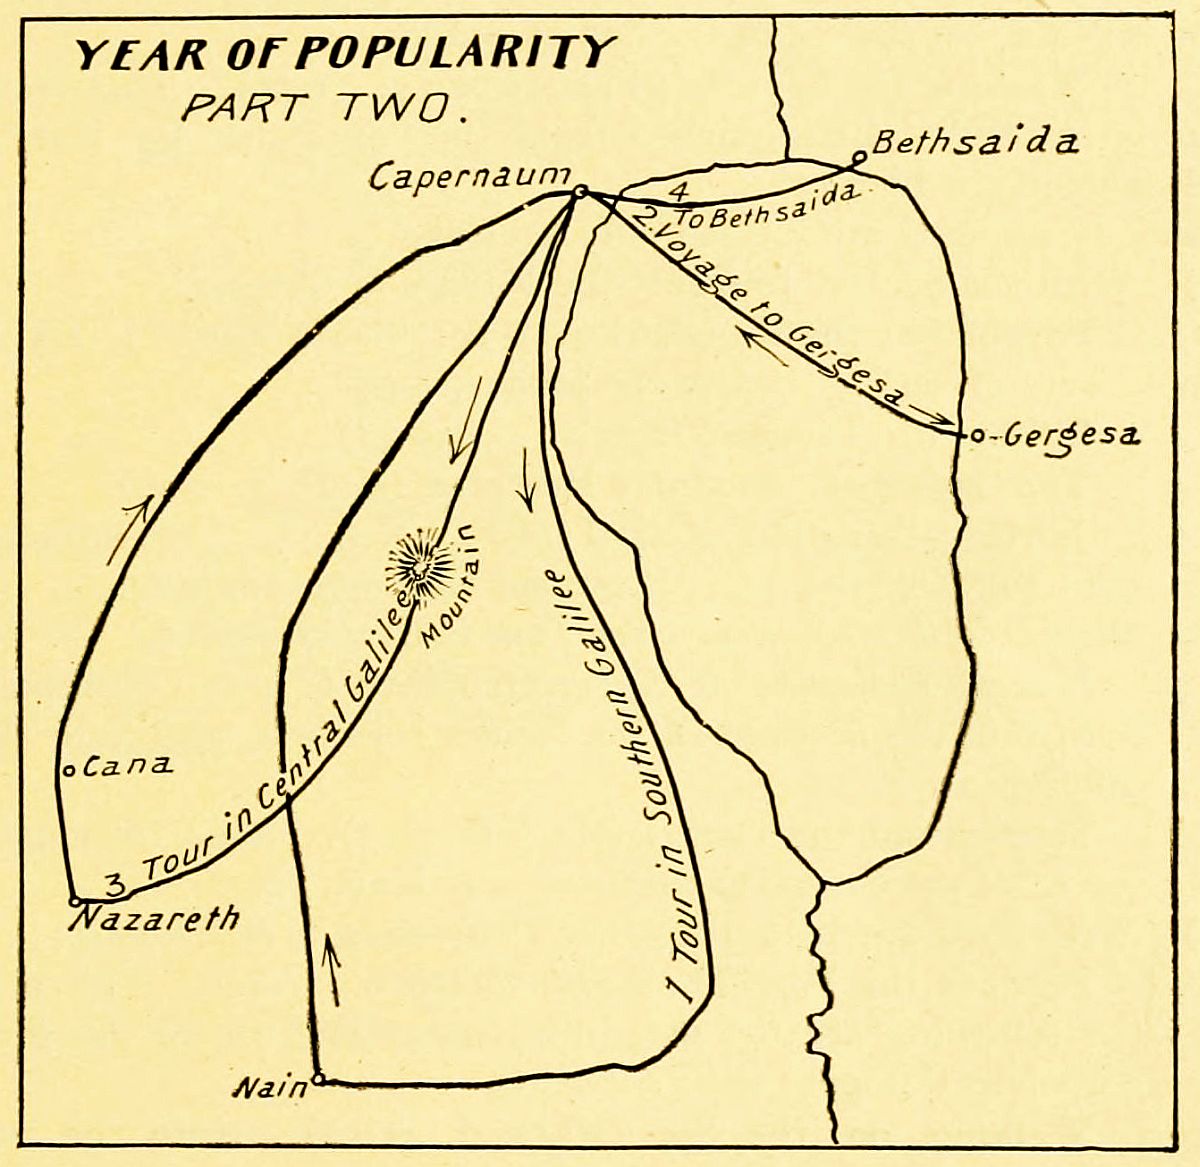 YEAR OF POPULARITY
PART TWO.
Bethsaida
Capernaum
4
To Bethsaida.
2. Voyage to Gergesa
Gergesa
Mountain
Cana
3 Tour in Central Galilee
1 Tour in Southern Galilee
Nazareth
Nain